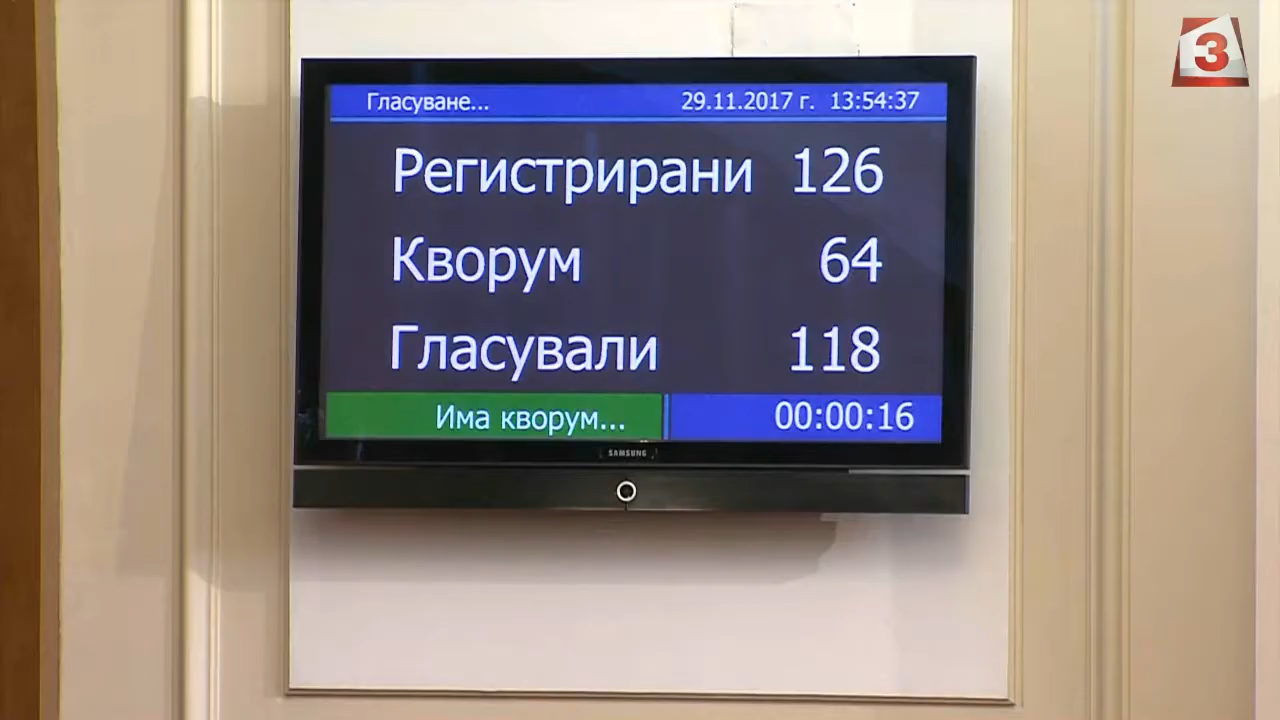 3
Гласуване... 29.11.2017 г. 13:54:37
Регистрирани 126
Кворум 64
Гласували 118
Има кворум... 00:00:16
SAMSUNG